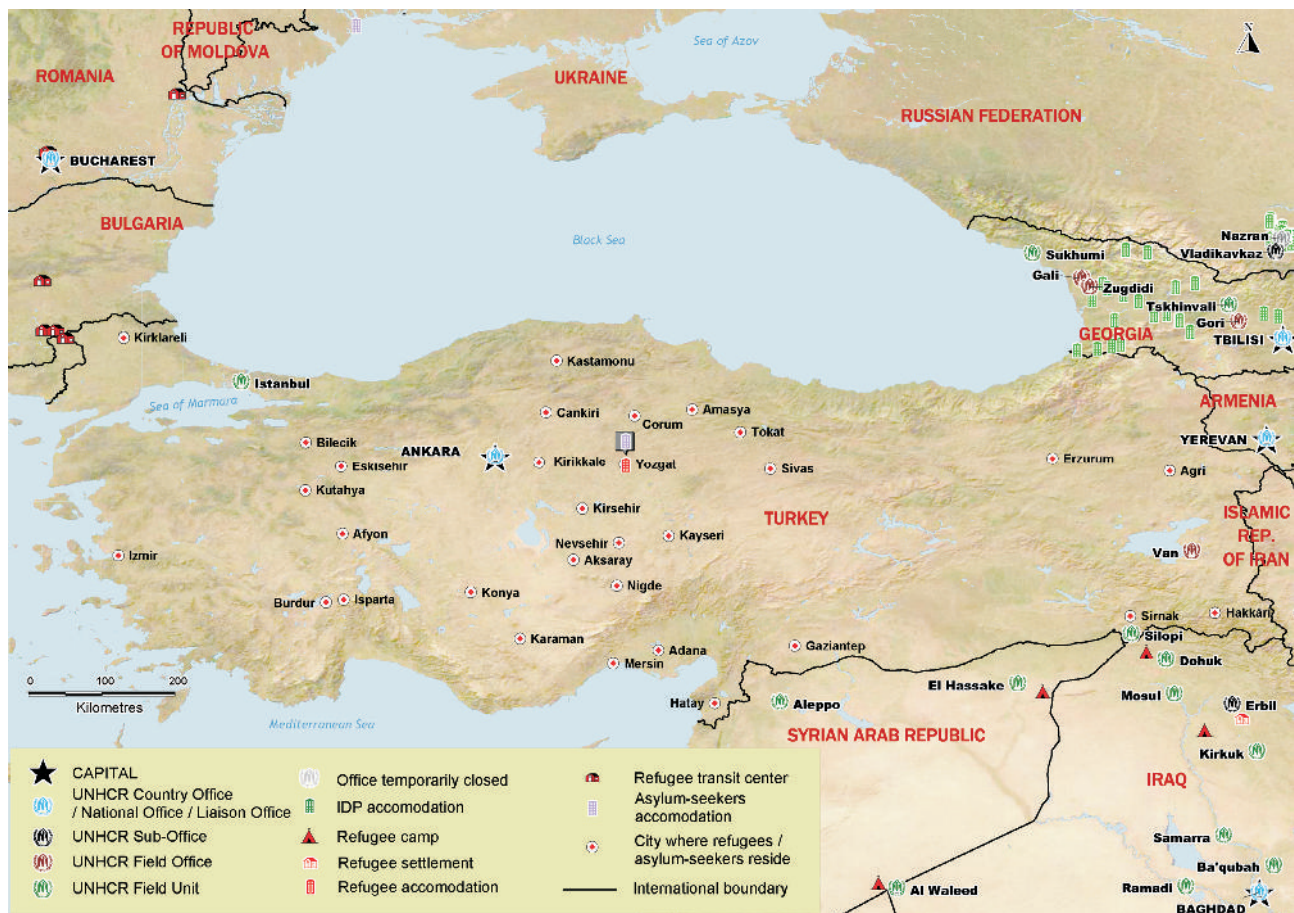 REPUBLIC
OF MOLDOVA
Sea of Azov
ROMANIA
UKRAINE
RUSSIAN FEDERATION
BUCHAREST
BULGARIA
Black Sea
Nazran
Vladikavkaz
Sukhumi
Gali
Zugdidi
Tskhinvali
Gori
GEORGIA
TBILISI
Kirklareli
Kastamonu
Istanbul
Sea of Marmara
ARMENIA
Cankiri
Corum
Amasya
Tokat
YEREVAN
Bilecik
ANKARA
Eskisehir
Kirikkale
Yozgat
Sivas
Erzurum
Agri
Kutahya
Kirsehir
TURKEY
ISLAMIC
REP.
OF IRAN
Afyon
Nevsehir
Kayseri
Izmir
Aksaray
Van
Konya
Nigde
Burdur
Isparta
Sirnak
Hakkâri
Karaman
Silopi
Adana
Gaziantep
Mersin
Dohuk
0 100 200
Kilometres
El Hassake
Mosul
Hatay
Aleppo
Erbil
Mediterranean Sea
SYRIAN ARAB REPUBLIC
Kirkuk
IRAQ
Samarra
Ba'qubah
Al Waleed
Ramadi
BAGHDAD
CAPITAL
UNHCR Country Office
/ National Office / Liaison Office
UNHCR Sub-Office
UNHCR Field Office
UNHCR Field Unit
Office temporarily closed
IDP accomodation
Refugee camp
Refugee settlement
Refugee accomodation
Refugee transit center
Asylum-seekers
accomodation
City where refugees /
asylum-seekers reside
International boundary